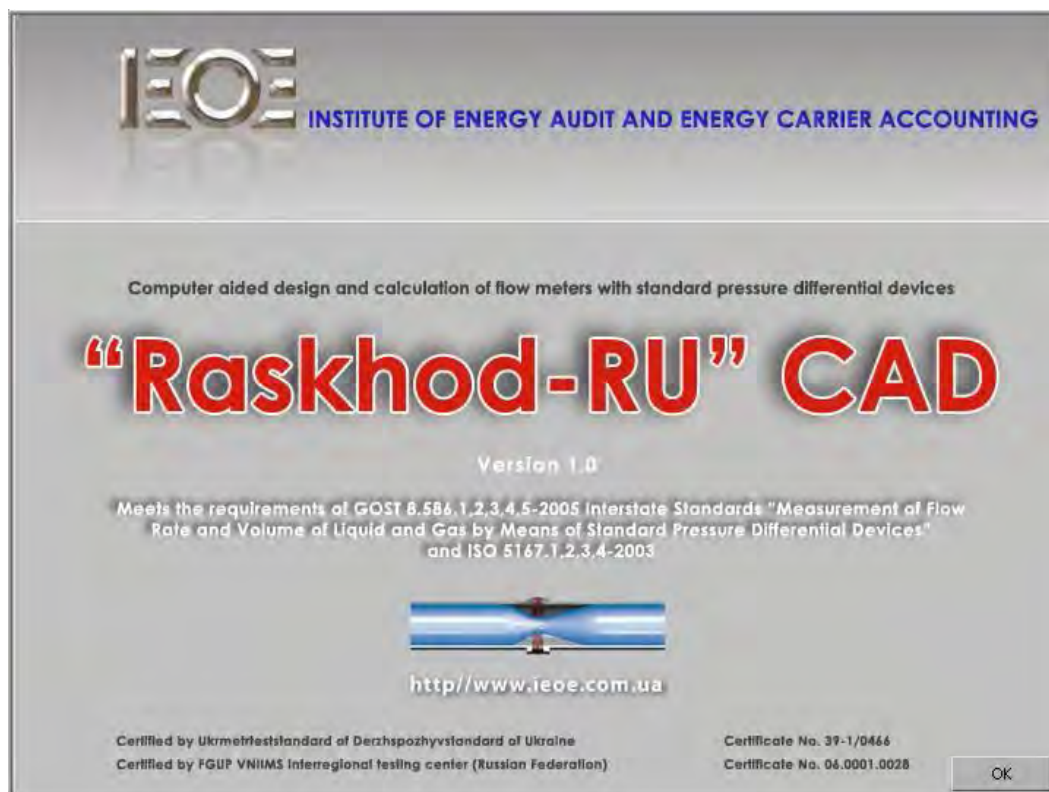 IEOE INSTITUTE OF ENERGY AUDIT AND ENERGY CARRIER ACCOUNTING
Computer aided design and calculation of flow meters with standard pressure differential devices
“Raskhod-RU” CAD
Version 1.0
Meets the requirements of GOST 8.586.1,2,3,4,5-2005 Interstate Standards "Measurement of Flow
Rate and Volume of Liquid and Gas by Means of Standard Pressure Differential Devices"
and ISO 5167.1,2,3,4-2003
http//www.ieoe.com.ua
Certified by Ukrmetrteststandard of Derzhspozhyvstandard of Ukraine Certificate No. 39-1/0466
Certified by FGUP VNIIMS interregional testing center (Russian Federation) Certificate No. 06.0001.0028
OK